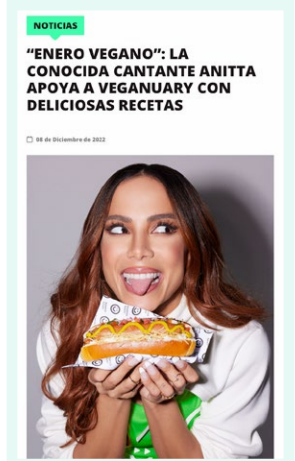 NOTICIAS
“ENERO VEGANO”: LA
CONOCIDA CANTANTE ANITTA
APOYA A VEGANUARY CON
DELICIOSAS RECETAS
08 de Diciembre de 2022